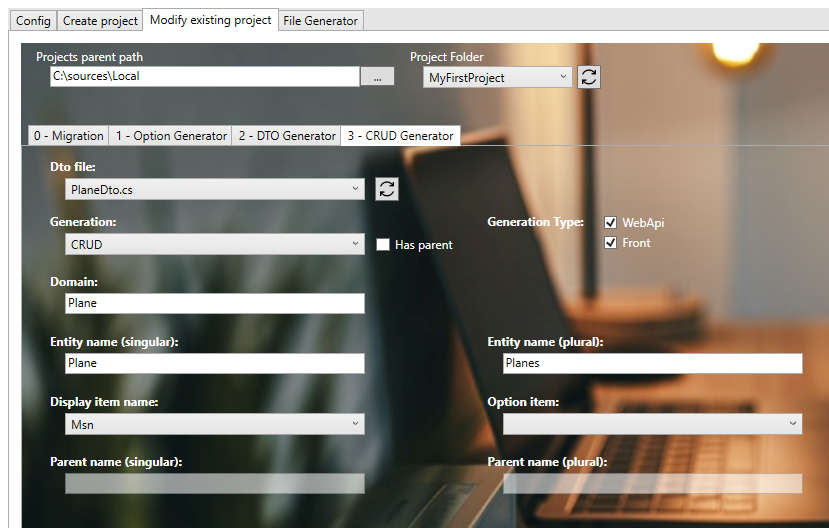 Config Create project Modify existing project File Generator
Projects parent path Project Folder
C:\sources\Local ... MyFirstProject
0 - Migration 1 - Option Generator 2 - DTO Generator 3 - CRUD Generator
Dto file:
PlaneDto.cs
Generation: Generation Type: WebApi
CRUD Has parent Front
Domain:
Plane
Entity name (singular): Entity name (plural):
Plane Planes
Display item name: Option item:
Msn
Parent name (singular): Parent name (plural):